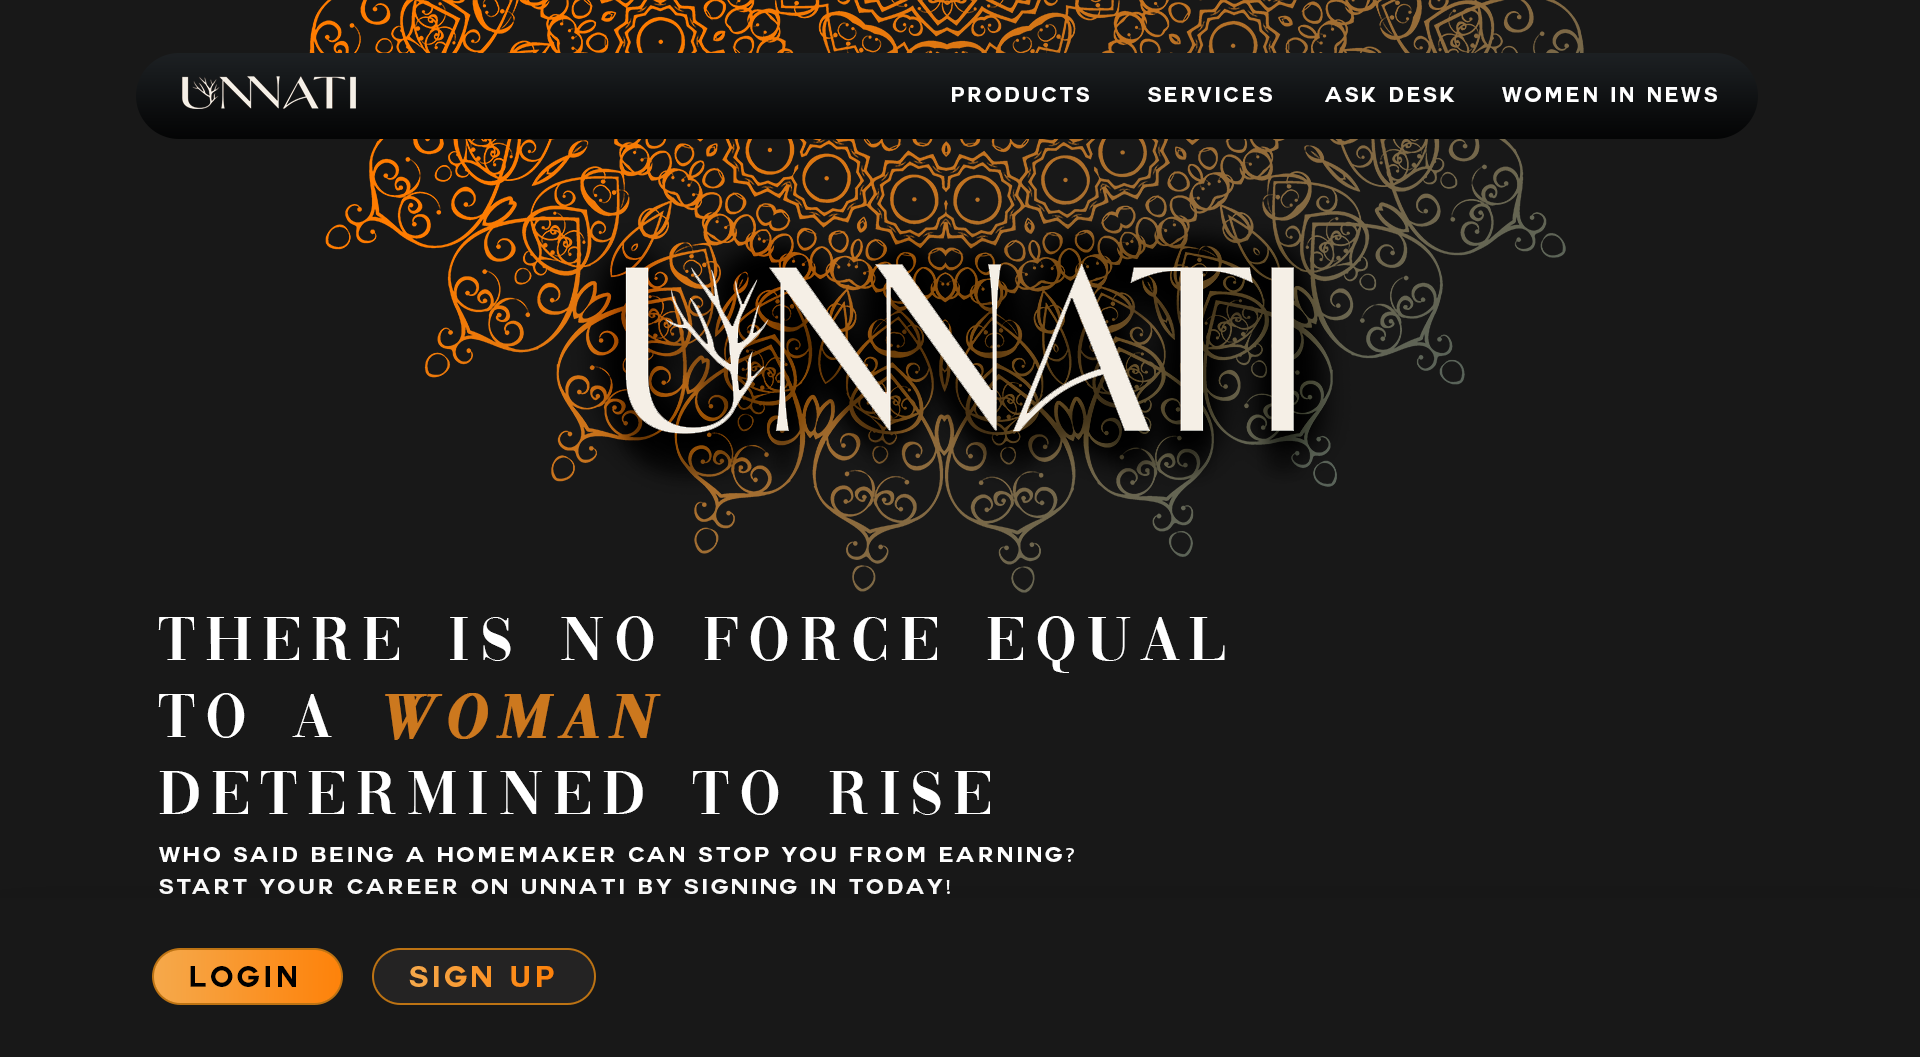 UNNATI
PRODUCTS SERVICES ASK DESK WOMEN IN NEWS
UNNATI
THERE IS NO FORCE EQUAL
TO A WOMAN
DETERMINED TO RISE
WHO SAID BEING A HOMEMAKER CAN STOP YOU FROM EARNING?
START YOUR CAREER ON UNNATI BY SIGNING IN TODAY!
LOGIN SIGN UP